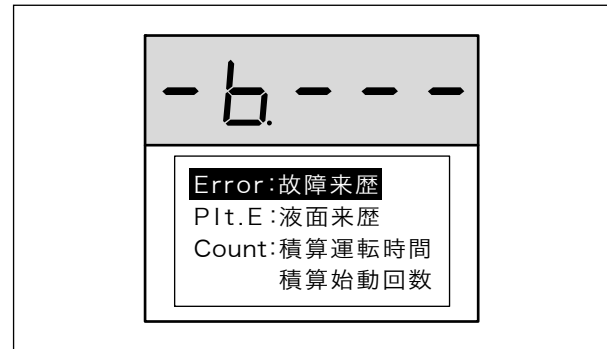 - b. - - -
Error:故障来歴
Plt.E:液面来歴
Count:積算運転時間
積算始動回数